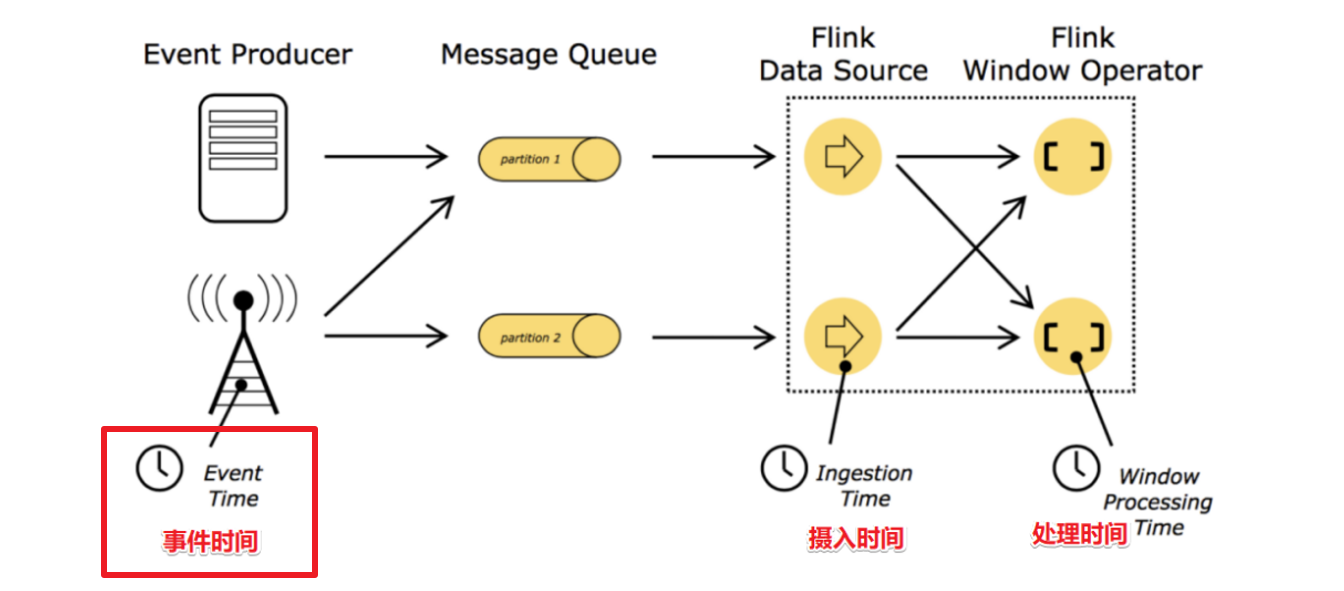 Event Producer
Message Queue
Flink
Data Source
Flink
Window Operator
partition 1
partition 2
Event
Time
事件时间
Ingestion
Time
摄入时间
Window
Processing
Time
处理时间